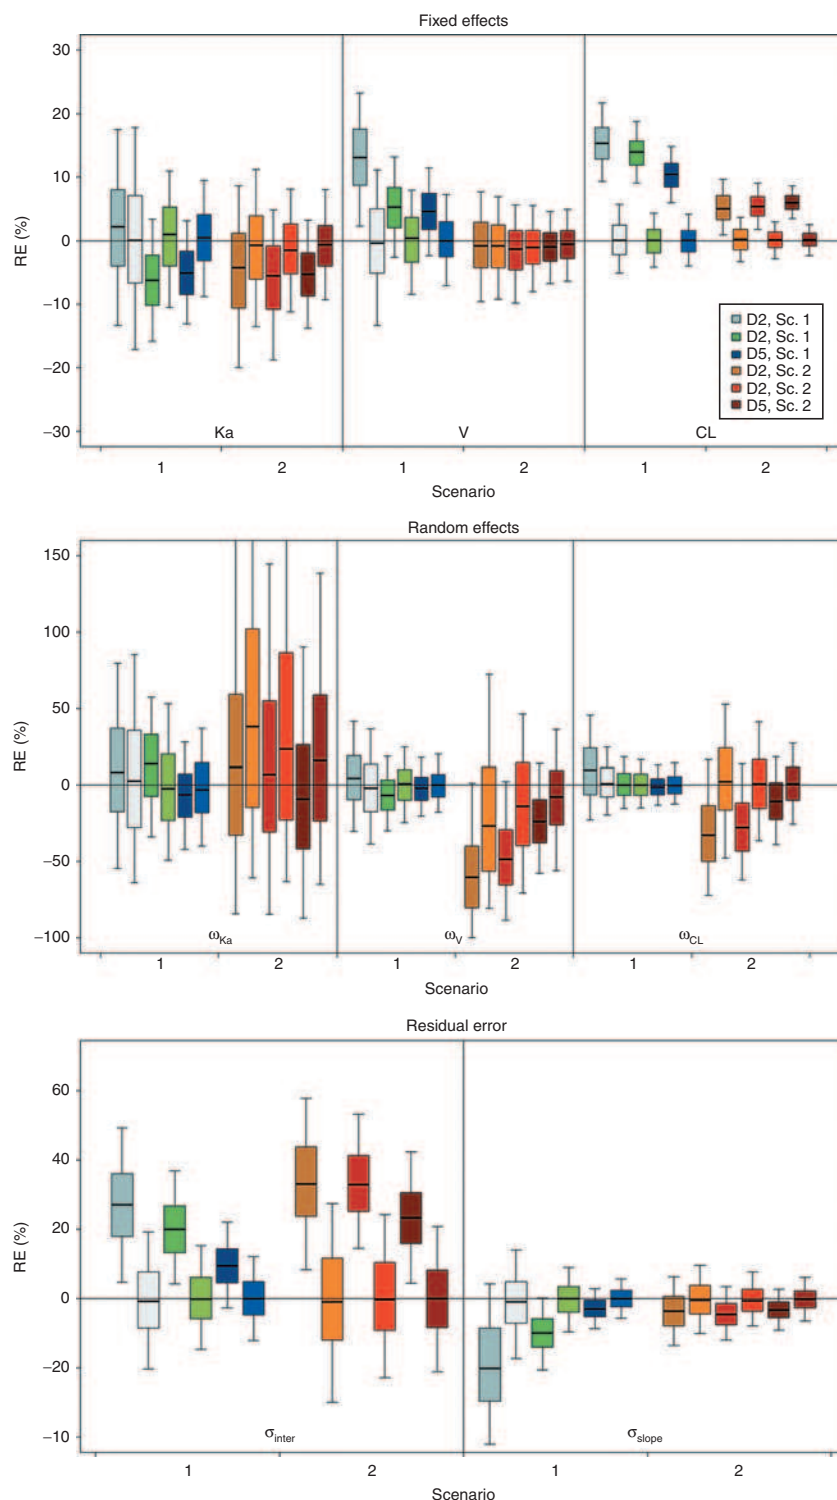 Fixed effects
30
20
10
0
−10
−20
−30
RE (%)
D2, Sc. 1
D2, Sc. 1
D5, Sc. 1
D2, Sc. 2
D2, Sc. 2
D5, Sc. 2
Ka V CL
1 2 1 2 1 2
Scenario
Random effects
150
100
50
0
−50
−100
RE (%)
ωKa ωV ωCL
1 2 1 2 1 2
Scenario
Residual error
60
40
20
0
−20
−10
RE (%)
σinter σslope
1 2 1 2
Scenario